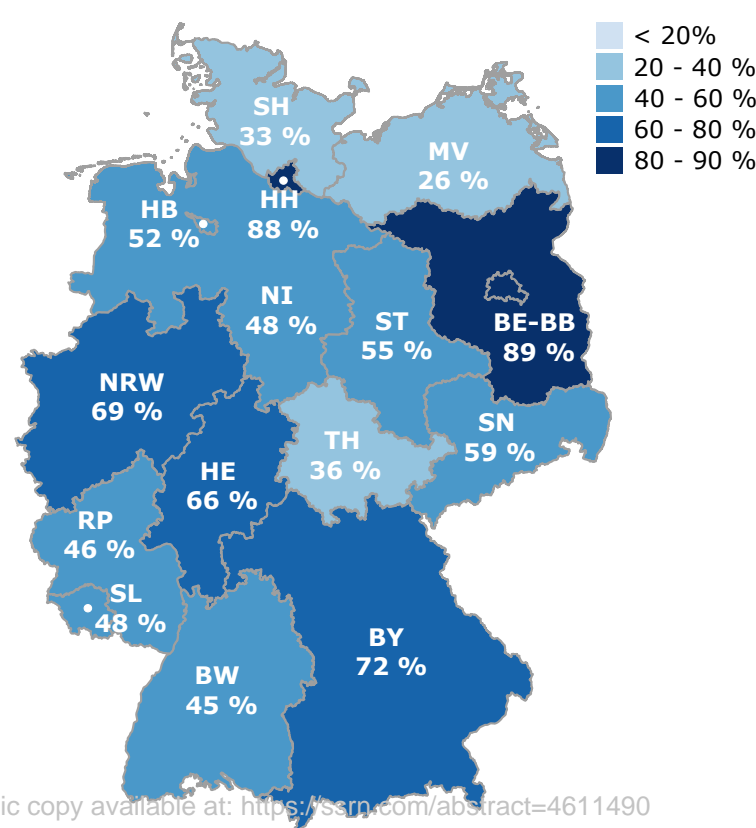 < 20%
20 - 40 %
40 - 60 %
60 - 80 %
80 - 90 %
SH
33 %
MV
26 %
HH
88 %
HB
52 %
NI
48 %
ST
55 %
BE-BB
89 %
NRW
69 %
SN
59 %
TH
36 %
HE
66 %
RP
46 %
SL
48 %
BY
72 %
BW
45 %
ic copy available at: https://ssrn.com/abstract=4611490